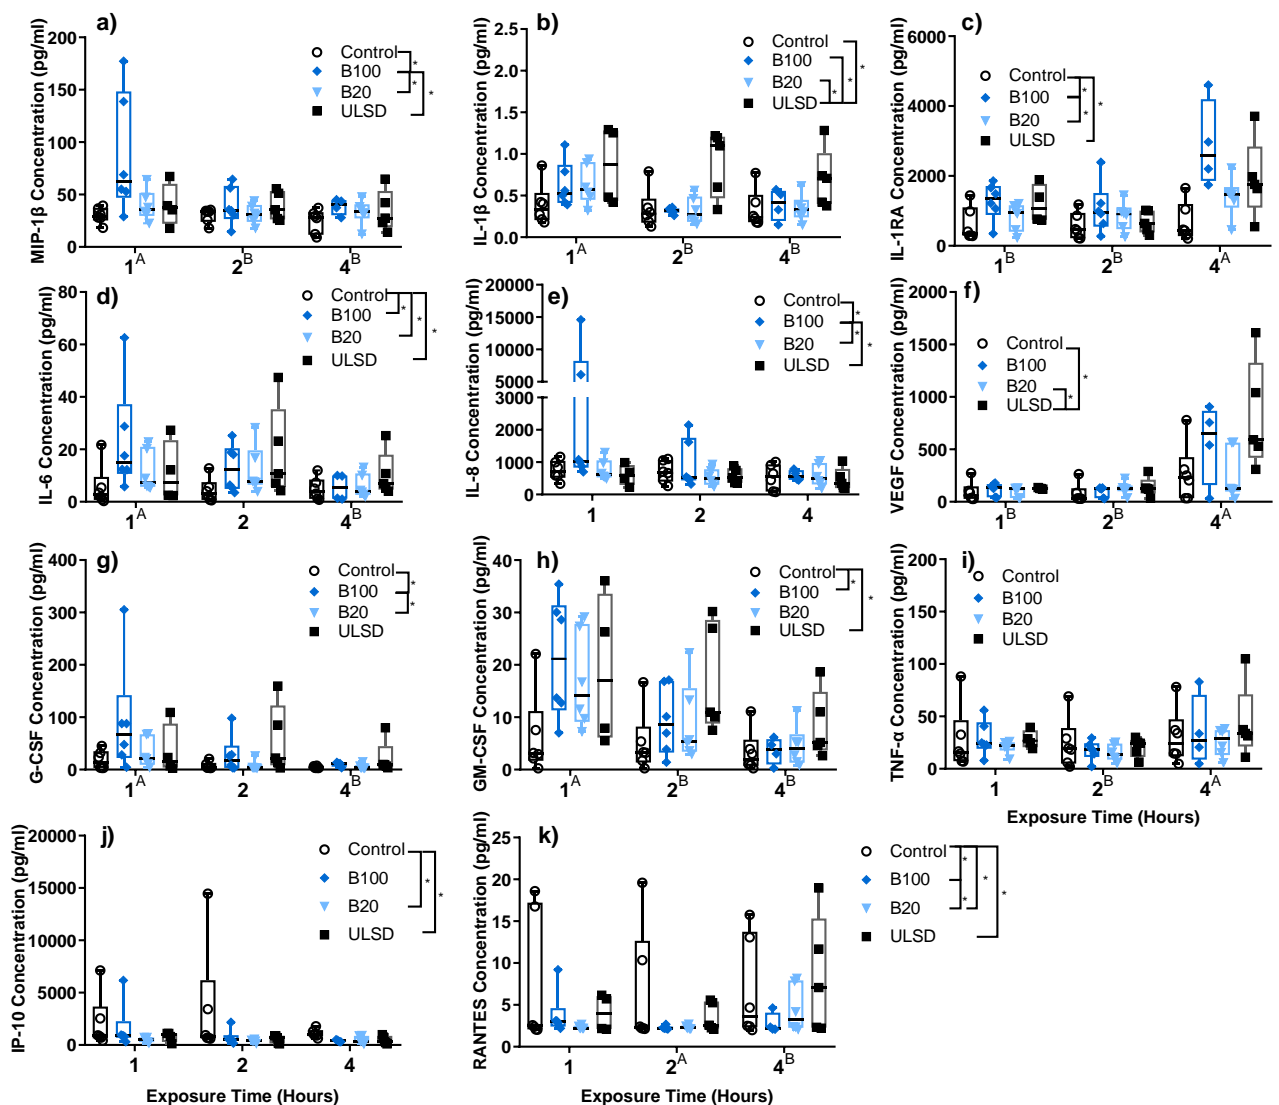 a)
MIP-1β Concentration (pg/ml)
200
150
100
50
0
1A
2B
4B
Control
B100
B20
ULSD
*
*
*
b)
IL-1β Concentration (pg/ml)
2.5
2.0
1.5
1.0
0.5
0.0
1A
2B
4B
Control
B100
B20
ULSD
*
*
*
c)
IL-1RA Concentration (pg/ml)
6000
4000
2000
0
1B
2B
4A
Control
B100
B20
ULSD
*
*
*
d)
IL-6 Concentration (pg/ml)
80
60
40
20
0
1A
2
4B
Control
B100
B20
ULSD
*
*
*
e)
IL-8 Concentration (pg/ml)
20000
15000
10000
5000
3000
2000
1000
0
1
2
4
Control
B100
B20
ULSD
*
*
*
f)
VEGF Concentration (pg/ml)
2000
1500
1000
500
0
1B
2B
4A
Control
B100
B20
ULSD
*
*
g)
G-CSF Concentration (pg/ml)
400
300
200
100
0
1A
2
4B
Control
B100
B20
ULSD
*
*
h)
GM-CSF Concentration (pg/ml)
40
30
20
10
0
1A
2B
4B
Control
B100
B20
ULSD
*
*
i)
TNF-α Concentration (pg/ml)
200
150
100
50
0
1
2B
4A
Exposure Time (Hours)
Control
B100
B20
ULSD
j)
IP-10 Concentration (pg/ml)
20000
15000
10000
5000
0
1
2
4
Exposure Time (Hours)
Control
B100
B20
ULSD
*
*
k)
RANTES Concentration (pg/ml)
25
20
15
10
5
0
1
2A
4B
Exposure Time (Hours)
Control
B100
B20
ULSD
*
*
*
*